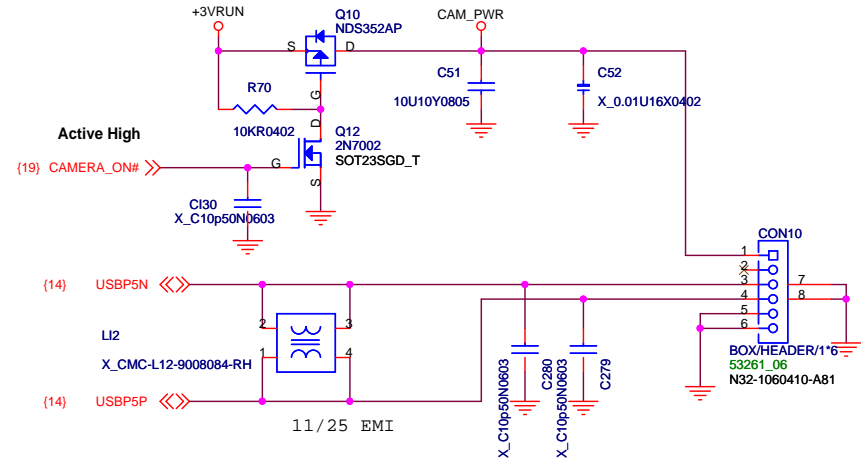 +3VRUN
Q10
NDS352AP
CAM_PWR
S
D
G
R70
10KR0402
C51
10U10Y0805
C52
X_0.01U16X0402
Active High
D
Q12
2N7002
SOT23SGD_T
{19} CAMERA_ON#
G
S
CI30
X_C10p50N0603
CON10
1
2
3
4
5
6
7
8
BOX/HEADER/1*6
53261_06
N32-1060410-A81
{14} USBP5N
2
3
LI2
1
4
X_CMC-L12-9008084-RH
{14} USBP5P
11/25 EMI
X_C10p50N0603
C280
X_C10p50N0603
C279